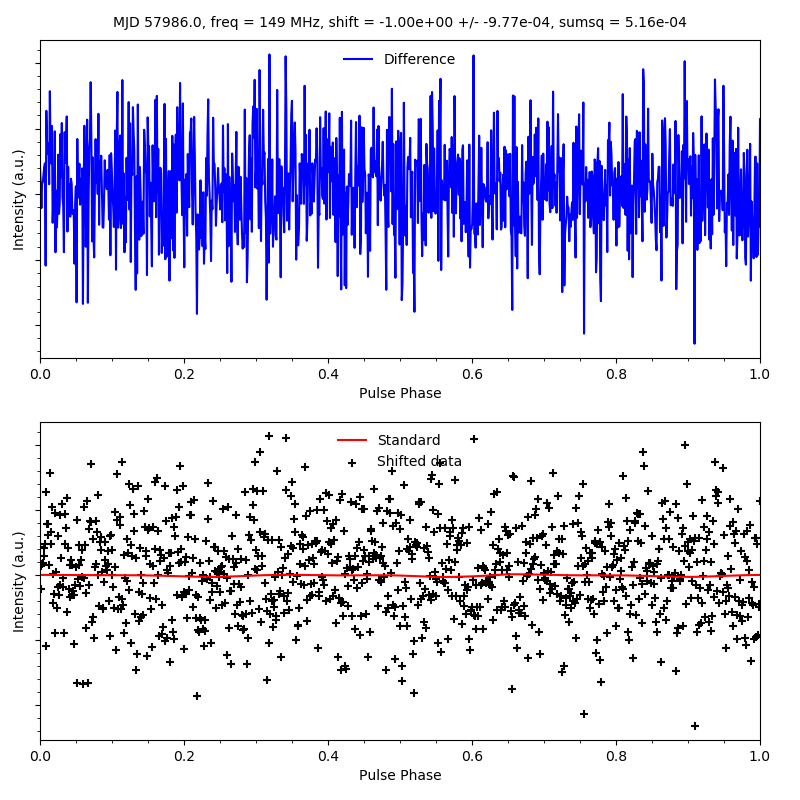 MJD 57986.0, freq = 149 MHz, shift = -1.00e+00 +/- -9.77e-04, sumsq = 5.16e-04
Difference
Intensity (a.u.)
0.0 0.2 0.4 0.6 0.8 1.0
Pulse Phase
Standard
Shifted data
Intensity (a.u.)
0.0 0.2 0.4 0.6 0.8 1.0
Pulse Phase